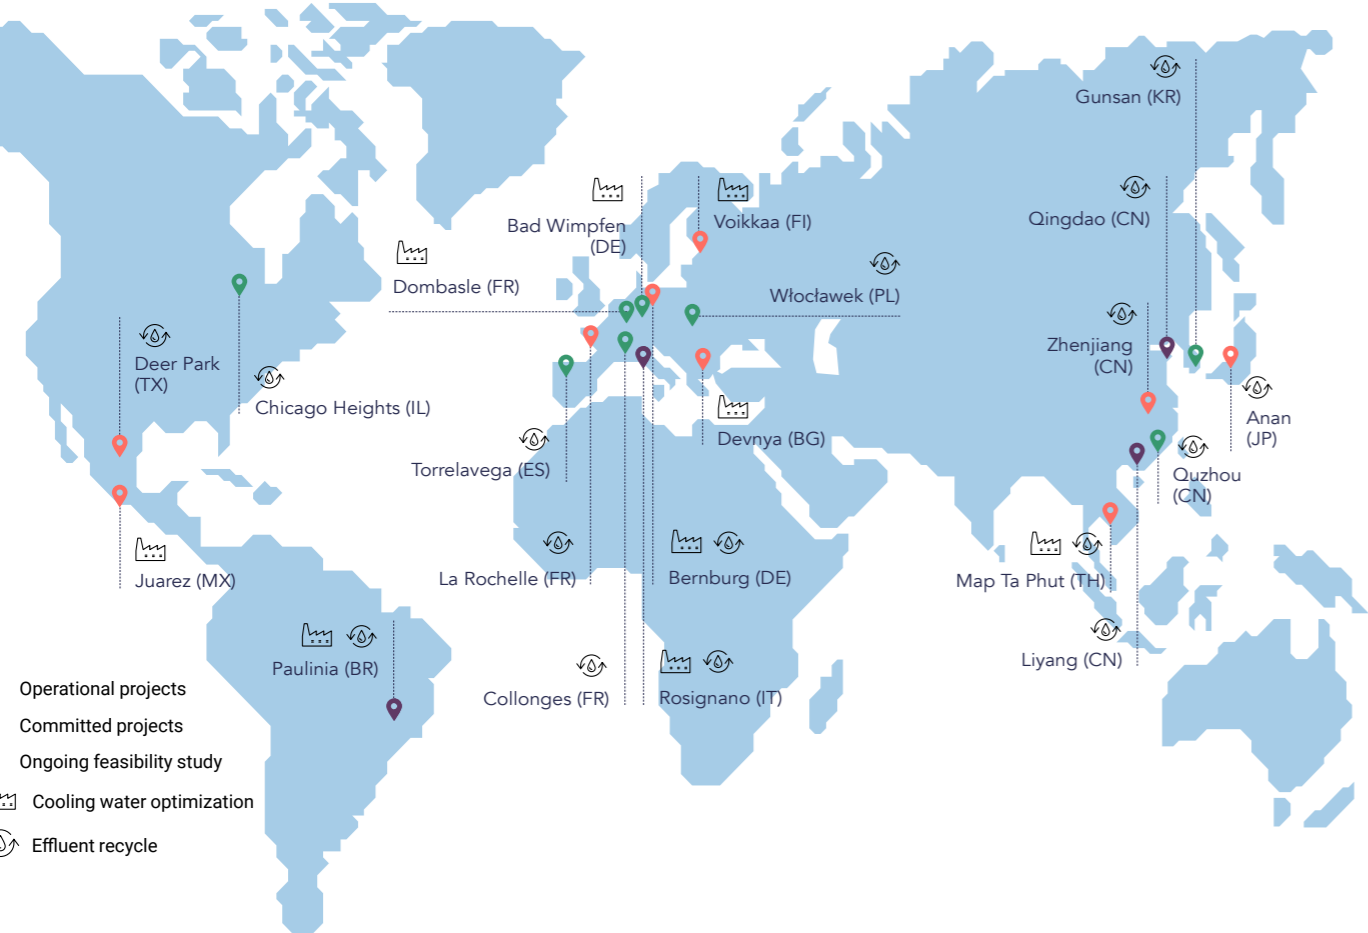 Gunsan (KR)
Qingdao (CN)
Bad Wimpfen
(DE)
Voikkaa (FI)
Dombasle (FR)
Włocławek (PL)
Zhenjiang
(CN)
Deer Park
(TX)
Chicago Heights (IL)
Devnya (BG)
Anan
(JP)
Torrelavega (ES)
Quzhou
(CN)
Juarez (MX)
La Rochelle (FR)
Bernburg (DE)
Map Ta Phut (TH)
Paulinia (BR)
Collonges (FR)
Rosignano (IT)
Liyang (CN)
Operational projects
Committed projects
Ongoing feasibility study
Cooling water optimization
Effluent recycle